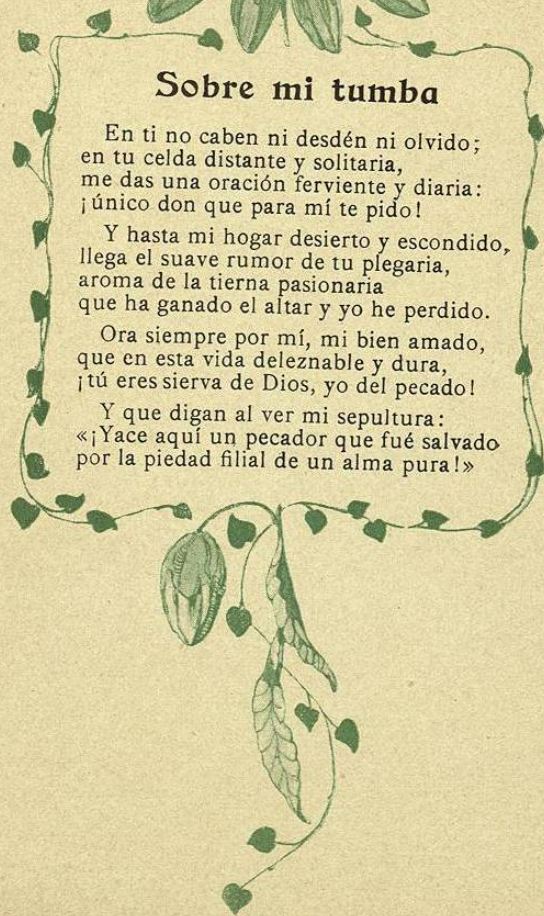 Sobre mi tumba
En ti no caben ni desdén ni olvido;
en tu celda distante y solitaria,
me das una oración ferviente y diaria:
¡único don que para mí te pido!
Y hasta mi hogar desierto y escondido,
llega el suave rumor de tu plegaria,
aroma de la tierna pasionaria
que ha ganado el altar y yo he perdido.
Ora siempre por mí, mi bien amado,
que en esta vida deleznable y dura,
¡tú eres sierva de Dios, yo del pecado!
Y que digan al ver mi sepultura:
«¡Yace aquí un pecador que fué salvado
por la piedad filial de un alma pura!»